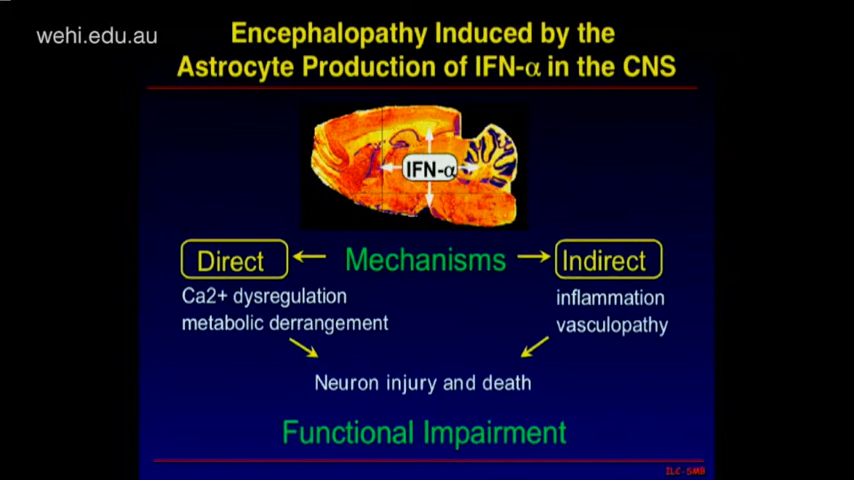 wehi.edu.au
Encephalopathy Induced by the
Astrocyte Production of IFN-α in the CNS
IFN-α
Direct
Mechanisms
Indirect
Ca2+ dysregulation
metabolic derrangement
inflammation
vasculopathy
Neuron injury and death
Functional Impairment
ILC-SMB